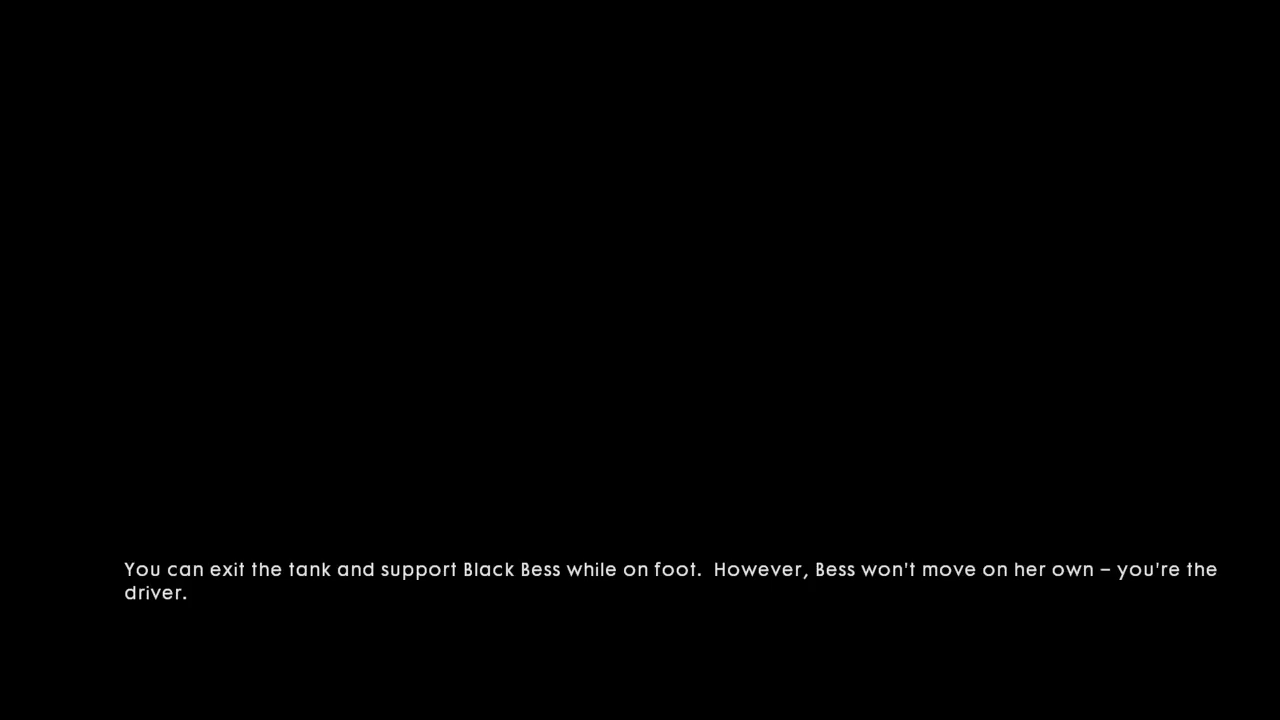 You can exit the tank and support Black Bess while on foot.  However, Bess won't move on her own – you're the
driver.